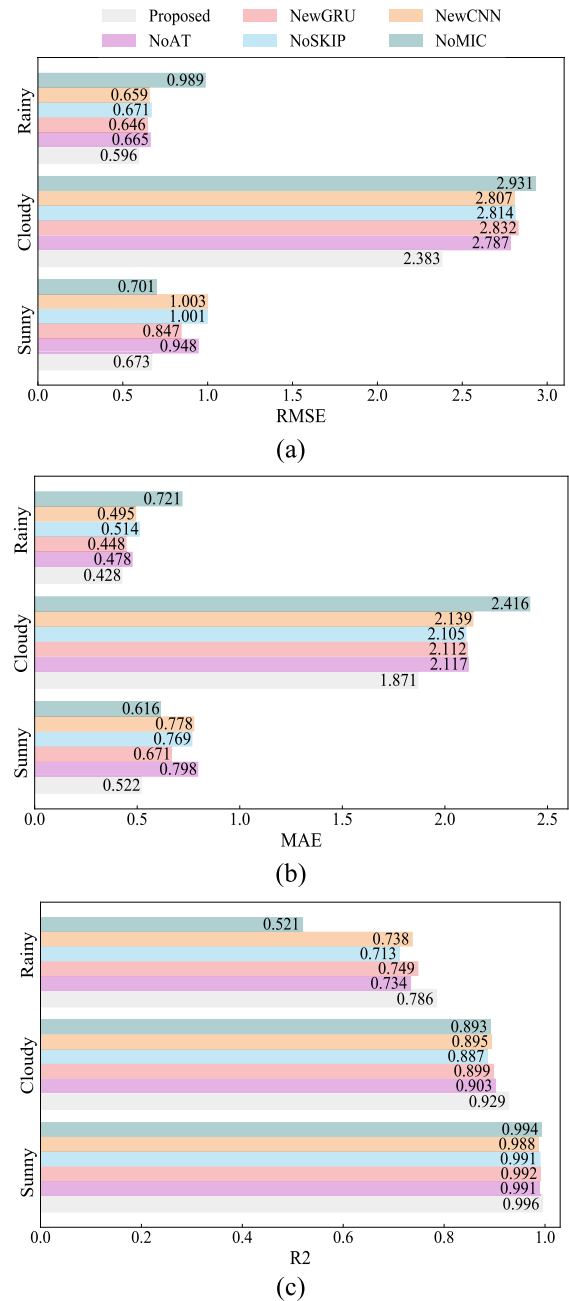 Proposed NewGRU NewCNN
NoAT NoSKIP NoMIC
Rainy
0.989
0.659
0.671
0.646
0.665
0.596
Cloudy
2.931
2.807
2.814
2.832
2.787
2.383
Sunny
0.701
1.003
1.001
0.847
0.948
0.673
0.0 0.5 1.0 1.5 2.0 2.5 3.0
RMSE
(a)
Rainy
0.721
0.495
0.514
0.448
0.478
0.428
Cloudy
2.416
2.139
2.105
2.112
2.117
1.871
Sunny
0.616
0.778
0.769
0.671
0.798
0.522
0.0 0.5 1.0 1.5 2.0 2.5
MAE
(b)
Rainy
0.521
0.738
0.713
0.749
0.734
0.786
Cloudy
0.893
0.895
0.887
0.899
0.903
0.929
Sunny
0.994
0.988
0.991
0.992
0.991
0.996
0.0 0.2 0.4 0.6 0.8 1.0
R2
(c)